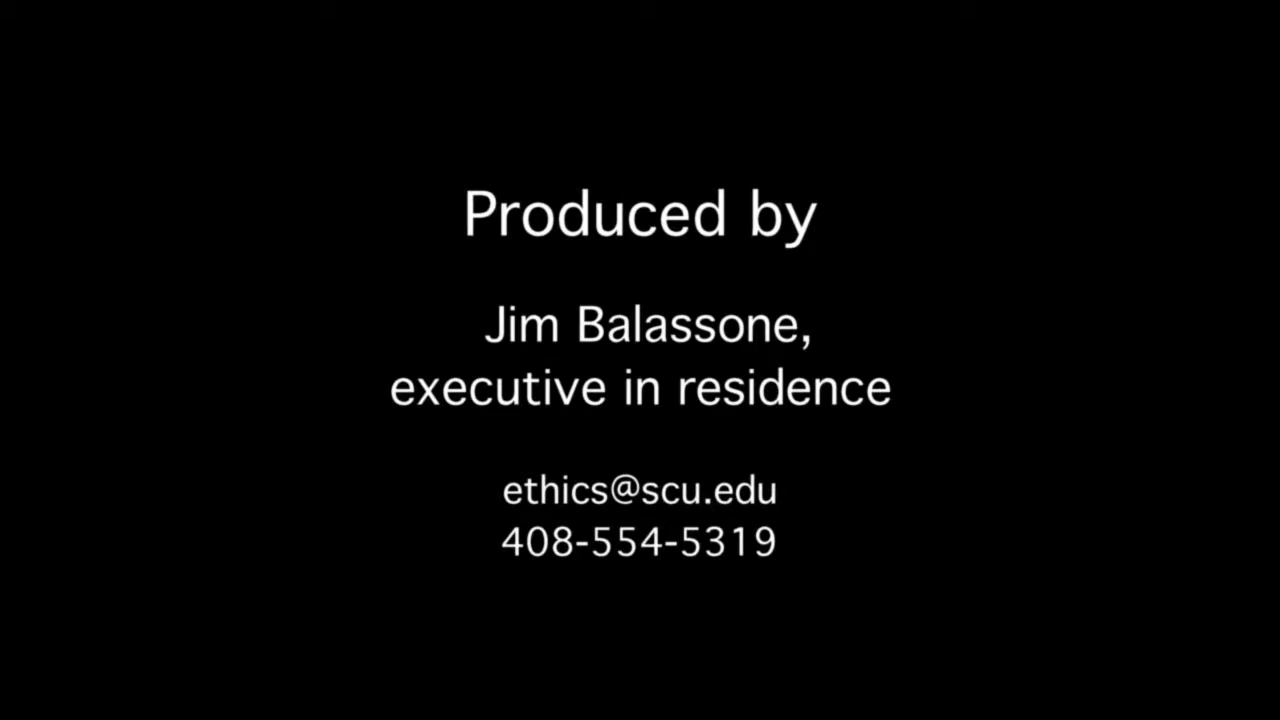 Produced by
Jim Balassone,
executive in residence
ethics@scu.edu
408-554-5319